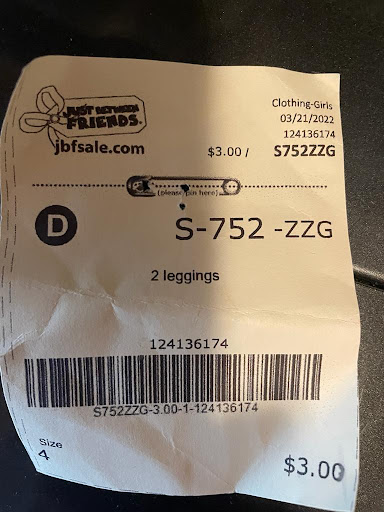 JUST BETWEEN
FRIENDS.
jbfsale.com
Clothing-Girls
03/21/2022
124136174
$3.00 / S752ZZG
(please pin here)
D
S-752 -ZZG
2 leggings
124136174
S752ZZG-3.00-1-124136174
Size
4
$3.00